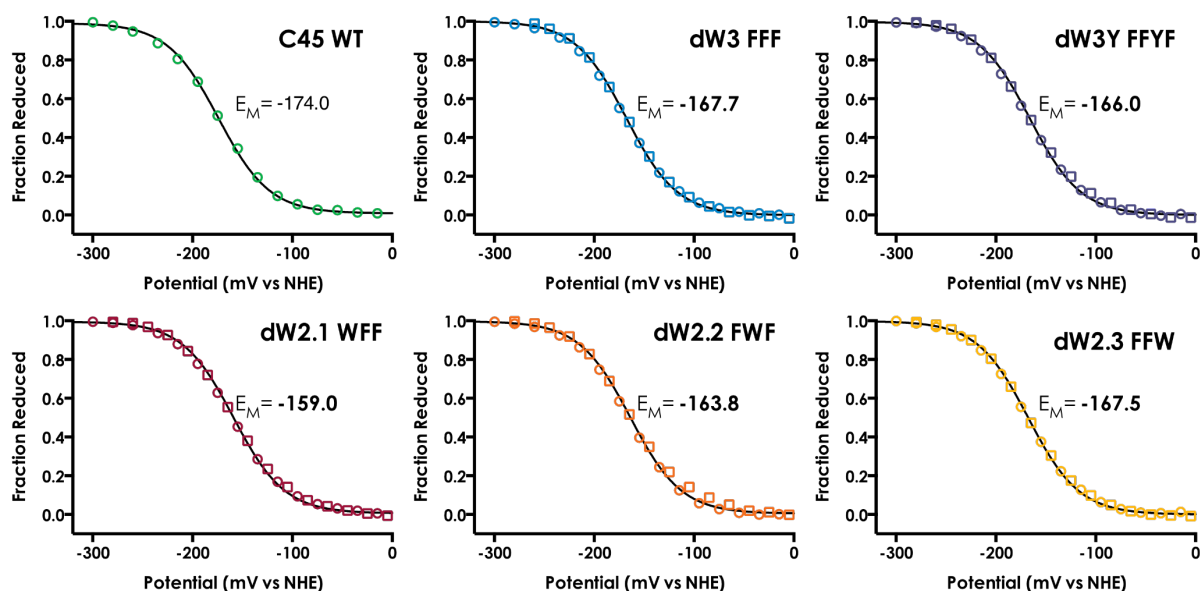 C45 WT
E_M= -174.0
Fraction Reduced
1.0
0.8
0.6
0.4
0.2
0.0
-300
-200
-100
0
Potential (mV vs NHE)
dW3 FFF
E_M= -167.7
Fraction Reduced
1.0
0.8
0.6
0.4
0.2
0.0
-300
-200
-100
0
Potential (mV vs NHE)
dW3Y FFYF
E_M= -166.0
Fraction Reduced
1.0
0.8
0.6
0.4
0.2
0.0
-300
-200
-100
0
Potential (mV vs NHE)
dW2.1 WFF
E_M= -159.0
Fraction Reduced
1.0
0.8
0.6
0.4
0.2
0.0
-300
-200
-100
0
Potential (mV vs NHE)
dW2.2 FWF
E_M= -163.8
Fraction Reduced
1.0
0.8
0.6
0.4
0.2
0.0
-300
-200
-100
0
Potential (mV vs NHE)
dW2.3 FFW
E_M= -167.5
Fraction Reduced
1.0
0.8
0.6
0.4
0.2
0.0
-300
-200
-100
0
Potential (mV vs NHE)